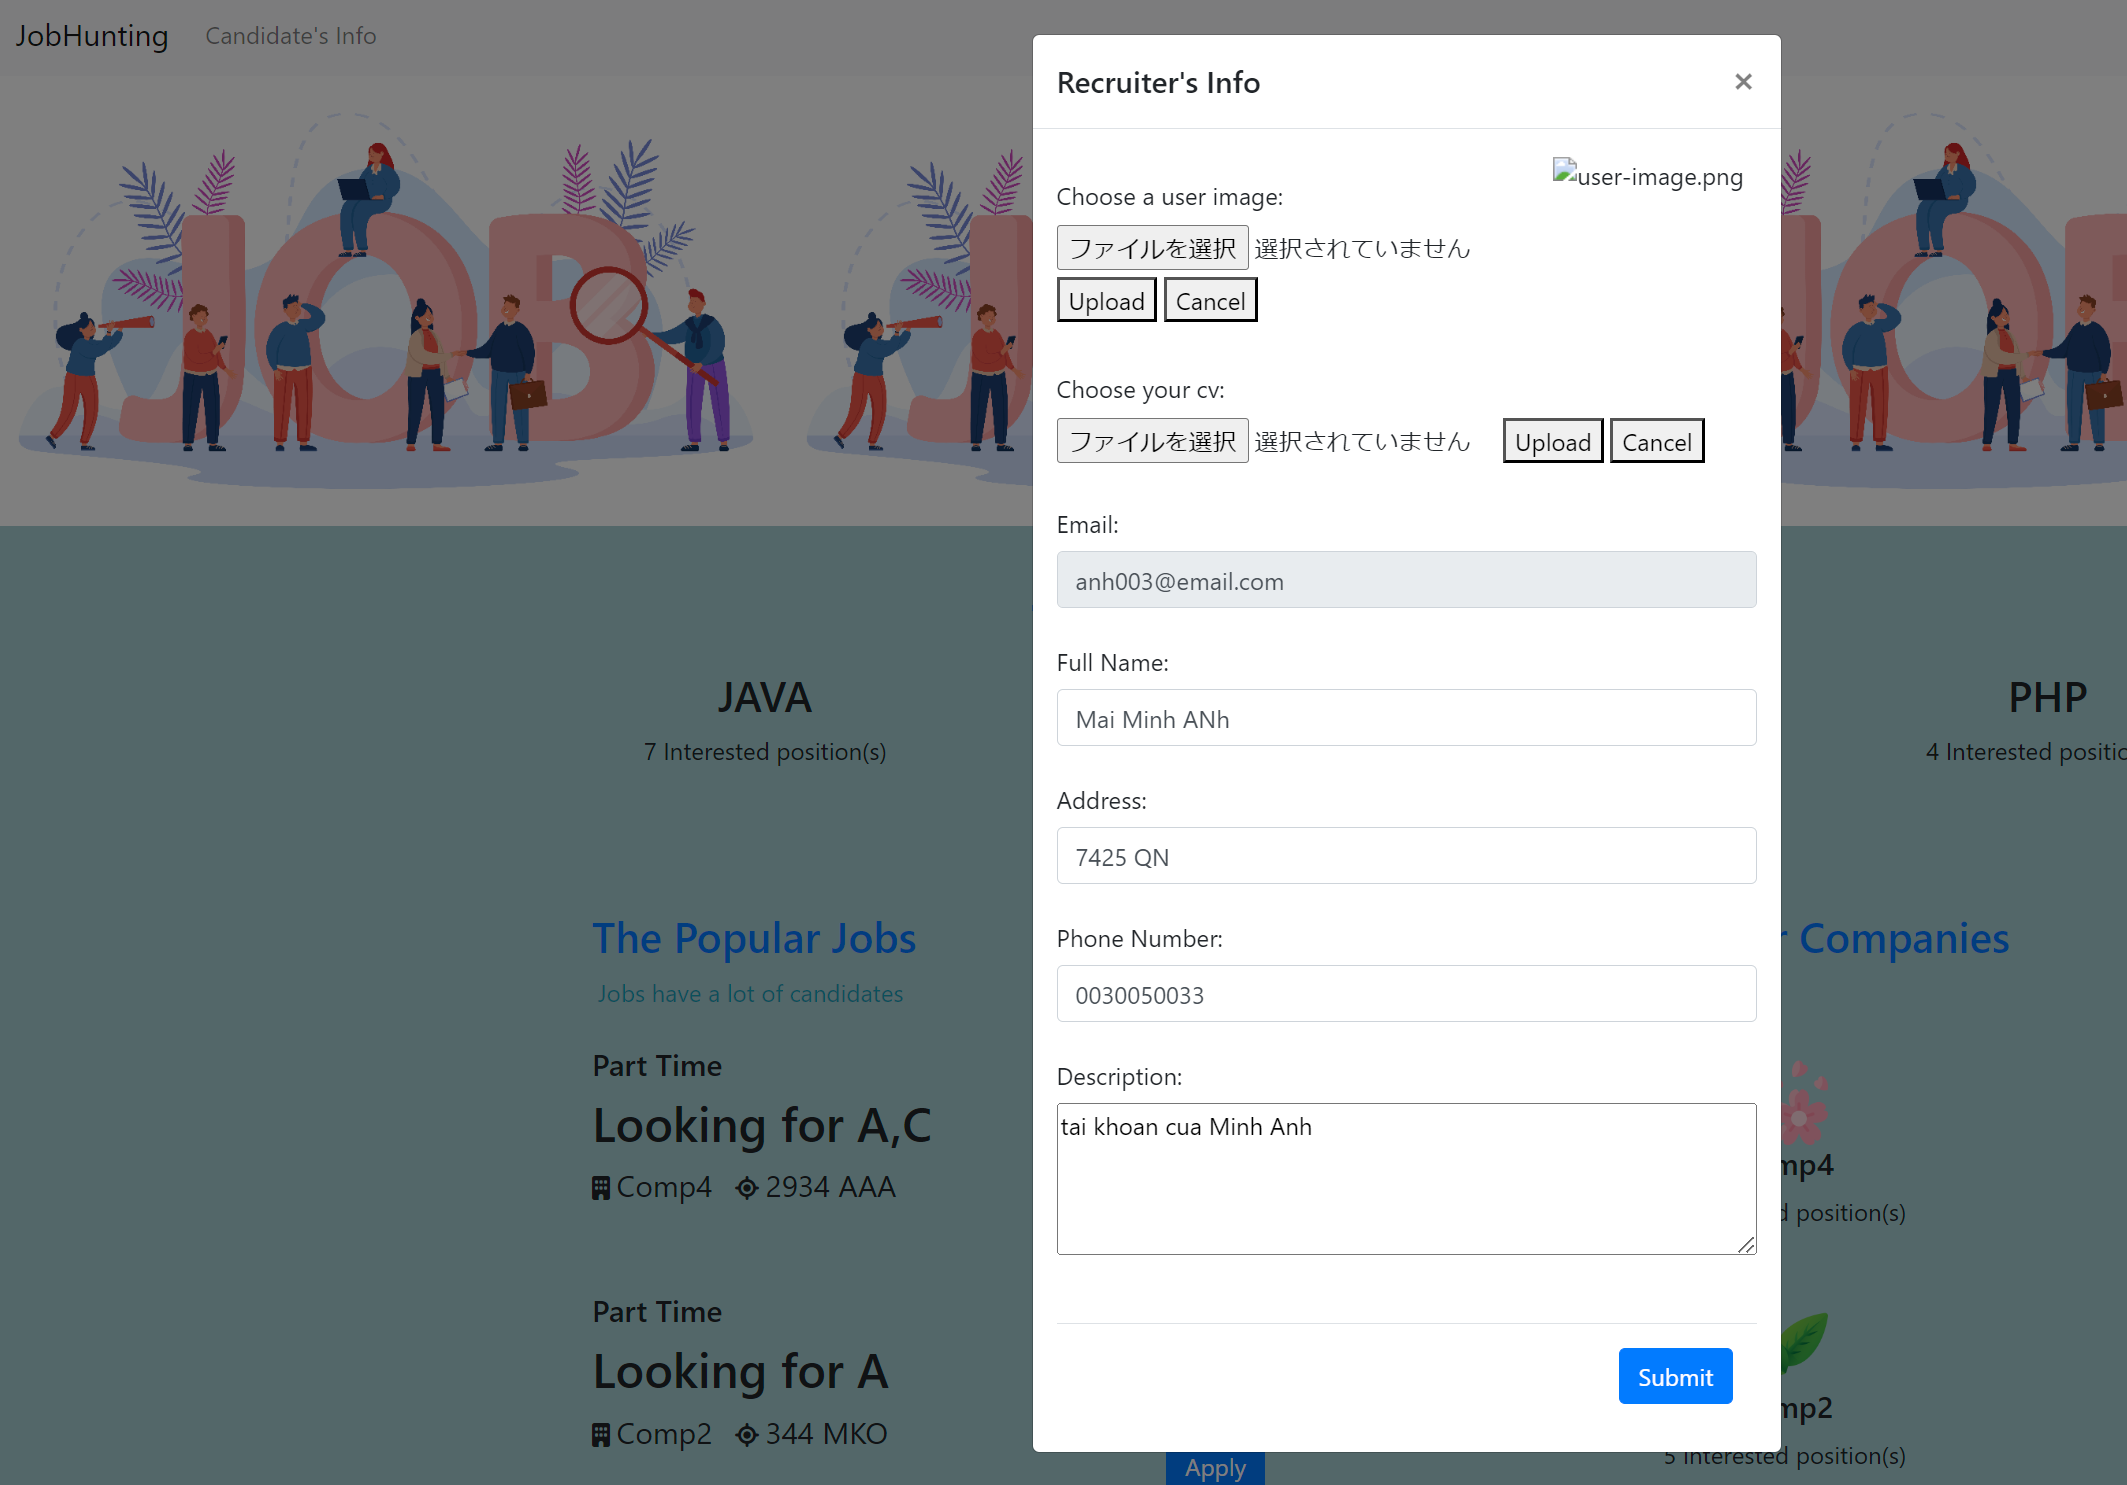 JobHunting Candidate's Info
Recruiter's Info ×
user-image.png
Choose a user image:
ファイルを選択 選択されていません
Upload Cancel
Choose your cv:
ファイルを選択 選択されていません Upload Cancel
Email:
anh003@email.com
Full Name:
Mai Minh ANh
Address:
7425 QN
Phone Number:
0030050033
Description:
tai khoan cua Minh Anh
Submit
JOB
JAVA
7 Interested position(s)
PHP
4 Interested
The Popular Jobs
Jobs have a lot of candidates
Part Time
Looking for A,C
Comp4 2934 AAA
Part Time
Looking for A
Comp2 344 MKO
Apply
Companies
mp4
position(s)
mp2
5 Interested position(s)